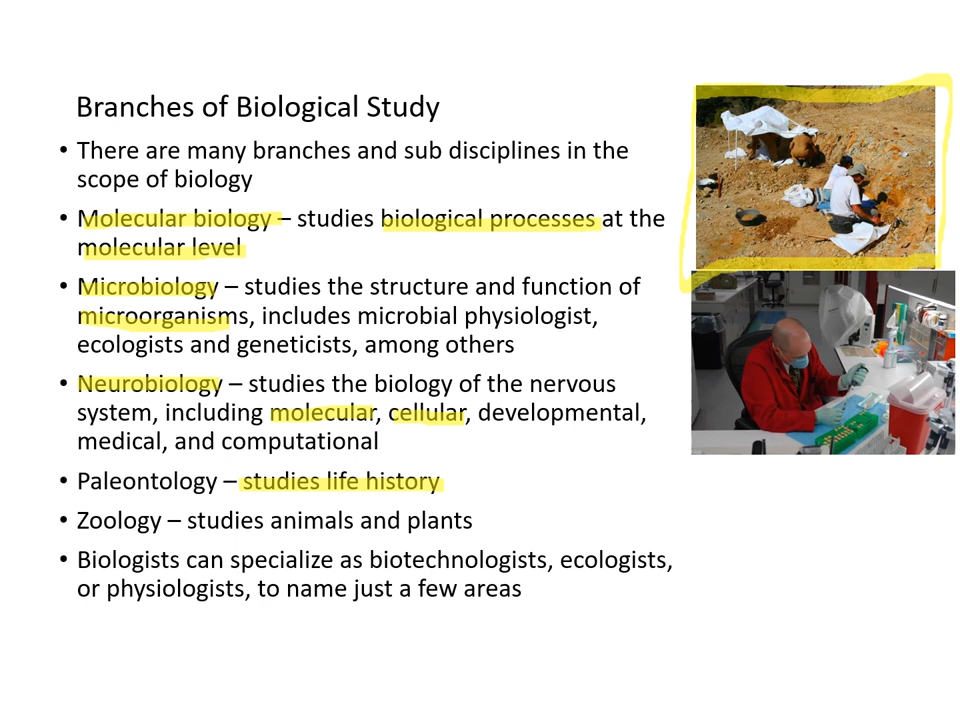 Branches of Biological Study
• There are many branches and sub disciplines in the
scope of biology
• Molecular biology – studies biological processes at the
molecular level
• Microbiology – studies the structure and function of
microorganisms, includes microbial physiologist,
ecologists and geneticists, among others
• Neurobiology – studies the biology of the nervous
system, including molecular, cellular, developmental,
medical, and computational
• Paleontology – studies life history
• Zoology – studies animals and plants
• Biologists can specialize as biotechnologists, ecologists,
or physiologists, to name just a few areas